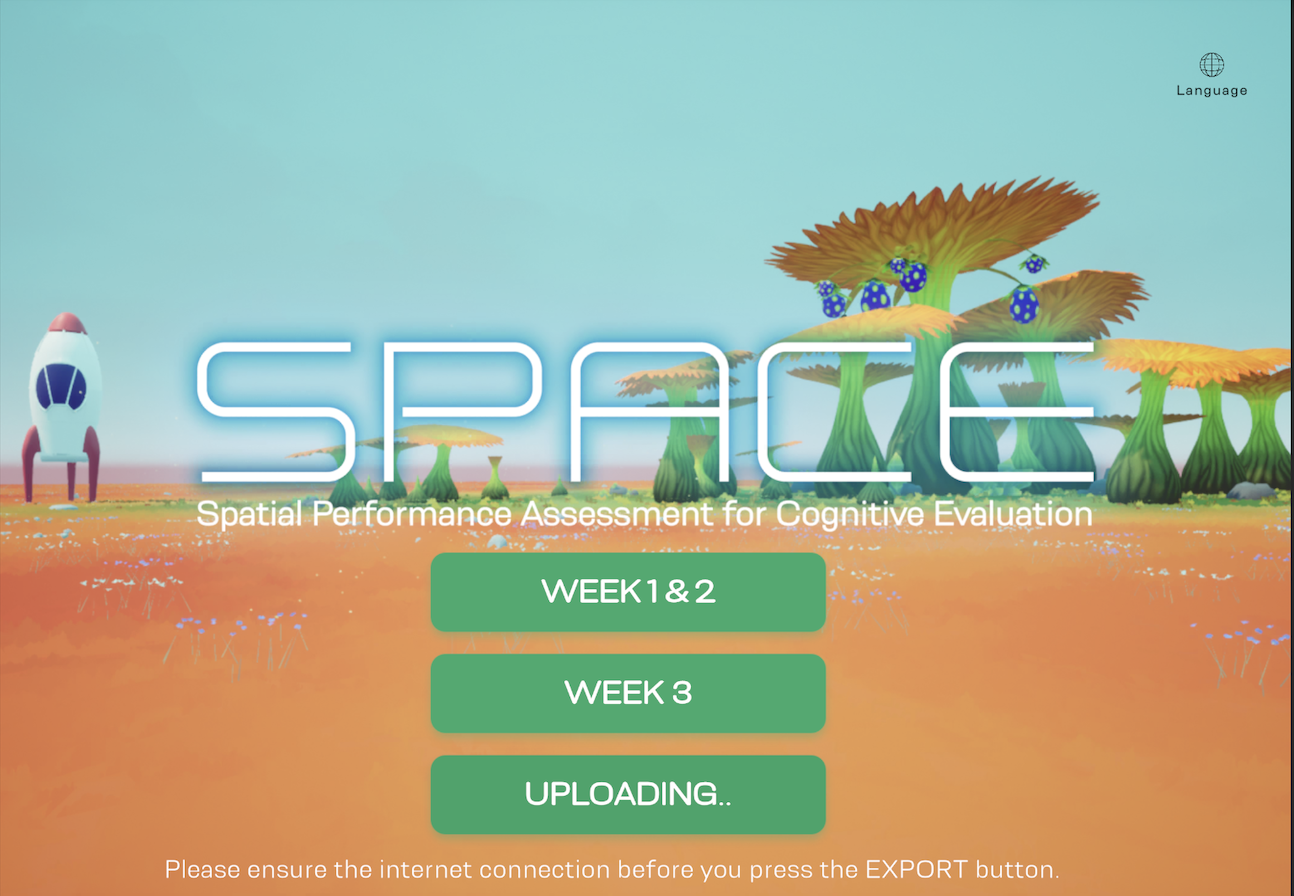 Language
SPACE
Spatial Performance Assessment for Cognitive Evaluation
WEEK 1 & 2
WEEK 3
UPLOADING..
Please ensure the internet connection before you press the EXPORT button.